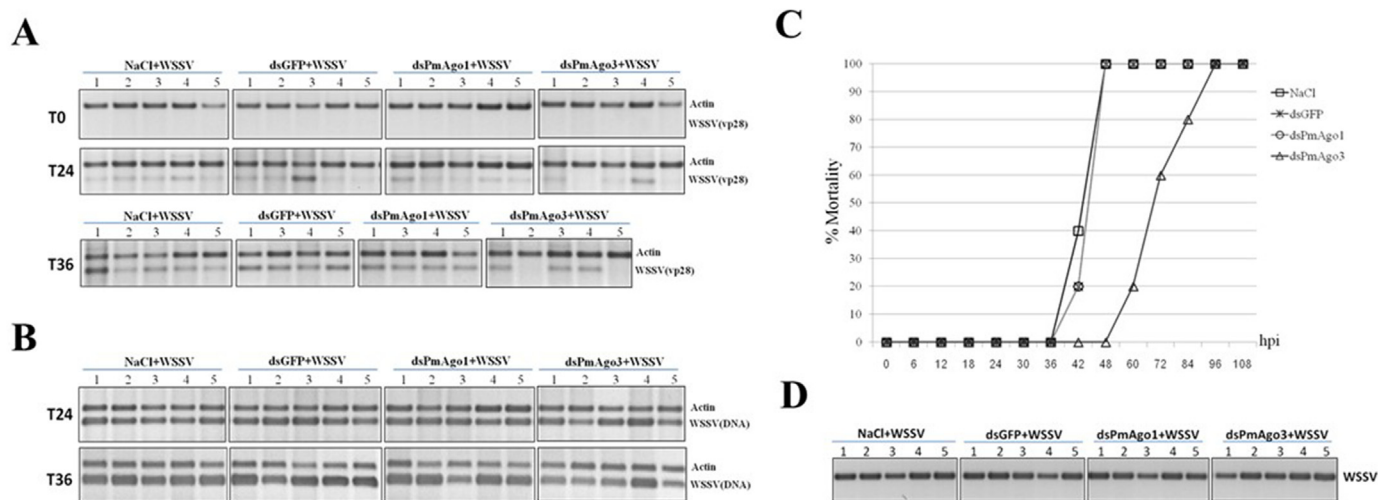 A
NaCl+WSSV dsGFP+WSSV dsPmAgo1+WSSV dsPmAgo3+WSSV
1 2 3 4 5 1 2 3 4 5 1 2 3 4 5 1 2 3 4 5
T0
Actin
WSSV(vp28)
T24
Actin
WSSV(vp28)
NaCl+WSSV dsGFP+WSSV dsPmAgo1+WSSV dsPmAgo3+WSSV
1 2 3 4 5 1 2 3 4 1 3 4 5 1 2 3 4 5
T36
Actin
WSSV(vp28)
B
NaCl+WSSV dsGFP+WSSV dsPmAgo1+WSSV dsPmAgo3+WSSV
1 2 3 4 5 1 2 3 4 5 1 2 3 4 5 1 2 3 4 5
T24
Actin
WSSV(DNA)
T36
Actin
WSSV(DNA)
C
% Mortality
100
90
80
70
60
50
40
30
20
10
0
0 6 12 18 24 30 36 42 48 60 72 84 96 108
hpi
NaCl
dsGFP
dsPmAgo1
dsPmAgo3
D
NaCl+WSSV dsGFP+WSSV dsPmAgo1+WSSV dsPmAgo3+WSSV
1 2 3 4 5 1 2 3 4 5 1 2 3 4 5 1 2 3 4 5
WSSV